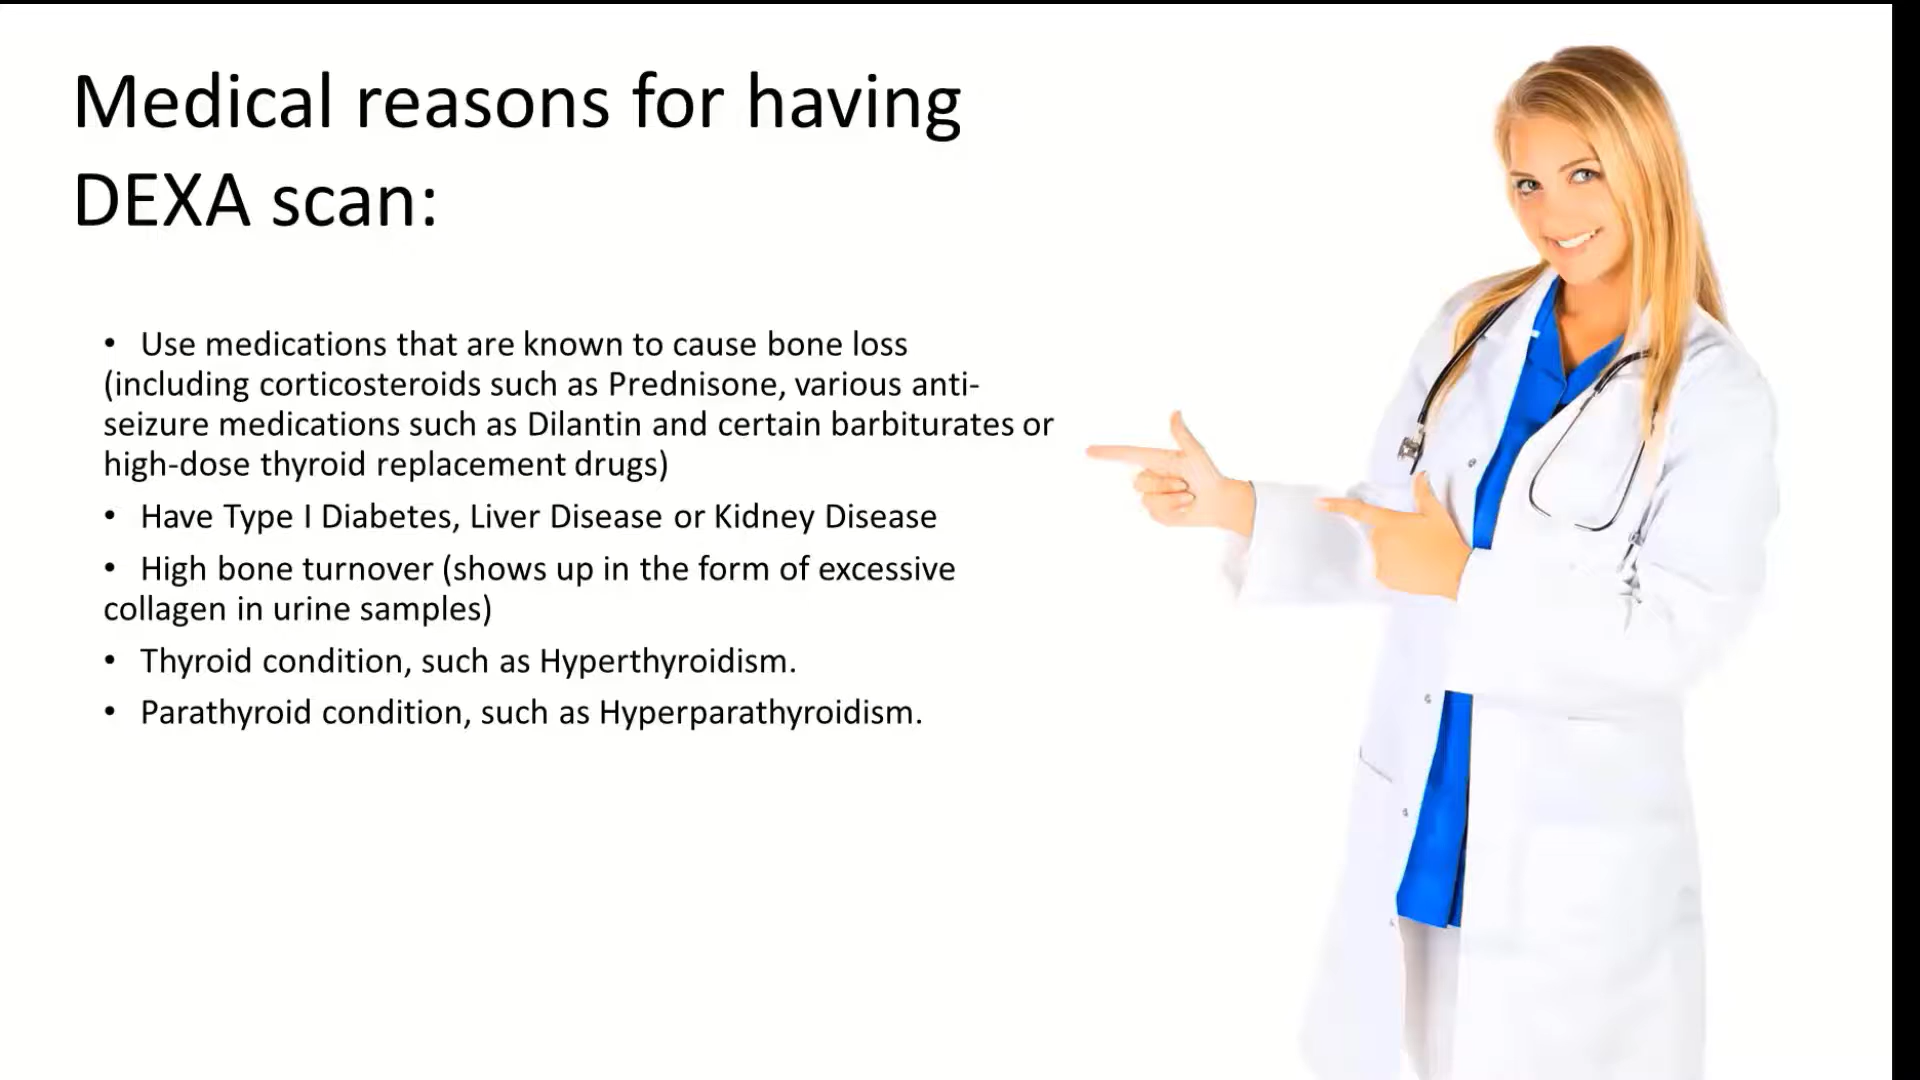 Medical reasons for having
DEXA scan:
• Use medications that are known to cause bone loss
(including corticosteroids such as Prednisone, various anti-
seizure medications such as Dilantin and certain barbiturates or
high-dose thyroid replacement drugs)
• Have Type I Diabetes, Liver Disease or Kidney Disease
• High bone turnover (shows up in the form of excessive
collagen in urine samples)
• Thyroid condition, such as Hyperthyroidism.
• Parathyroid condition, such as Hyperparathyroidism.